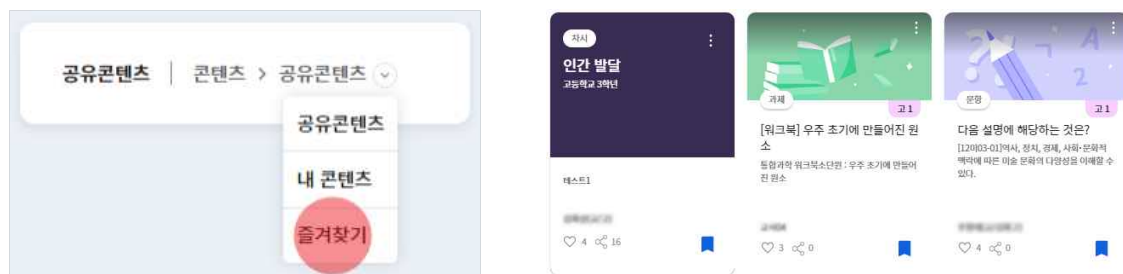 공유콘텐츠 | 콘텐츠 > 공유콘텐츠
공유콘텐츠
내 콘텐츠
즐겨찾기
차시
인간 발달
고등학교 3학년
테스트1
4 16
과제
고1
[워크북] 우주 초기에 만들어진 원
소
통합과학 워크북소단원 : 우주 초기에 만들어
진 원소
3 0
문항
고1
다음 설명에 해당하는 것은?
[12미03-01]역사, 정치, 경제, 사회·문화적
맥락에 따른 미술 문화의 다양성을 이해할 수
있다.
4 0